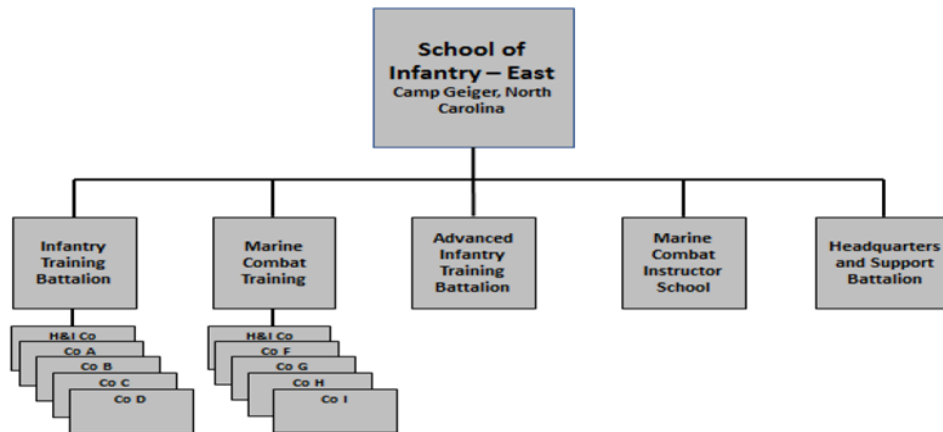 School of
Infantry – East
Camp Geiger, North
Carolina
Infantry
Training
Battalion
Marine
Combat
Training
Advanced
Infantry
Training
Battalion
Marine
Combat
Instructor
School
Headquarters
and Support
Battalion
H&I Co
Co A
Co B
Co C
Co D
H&I Co
Co F
Co G
Co H
Co I